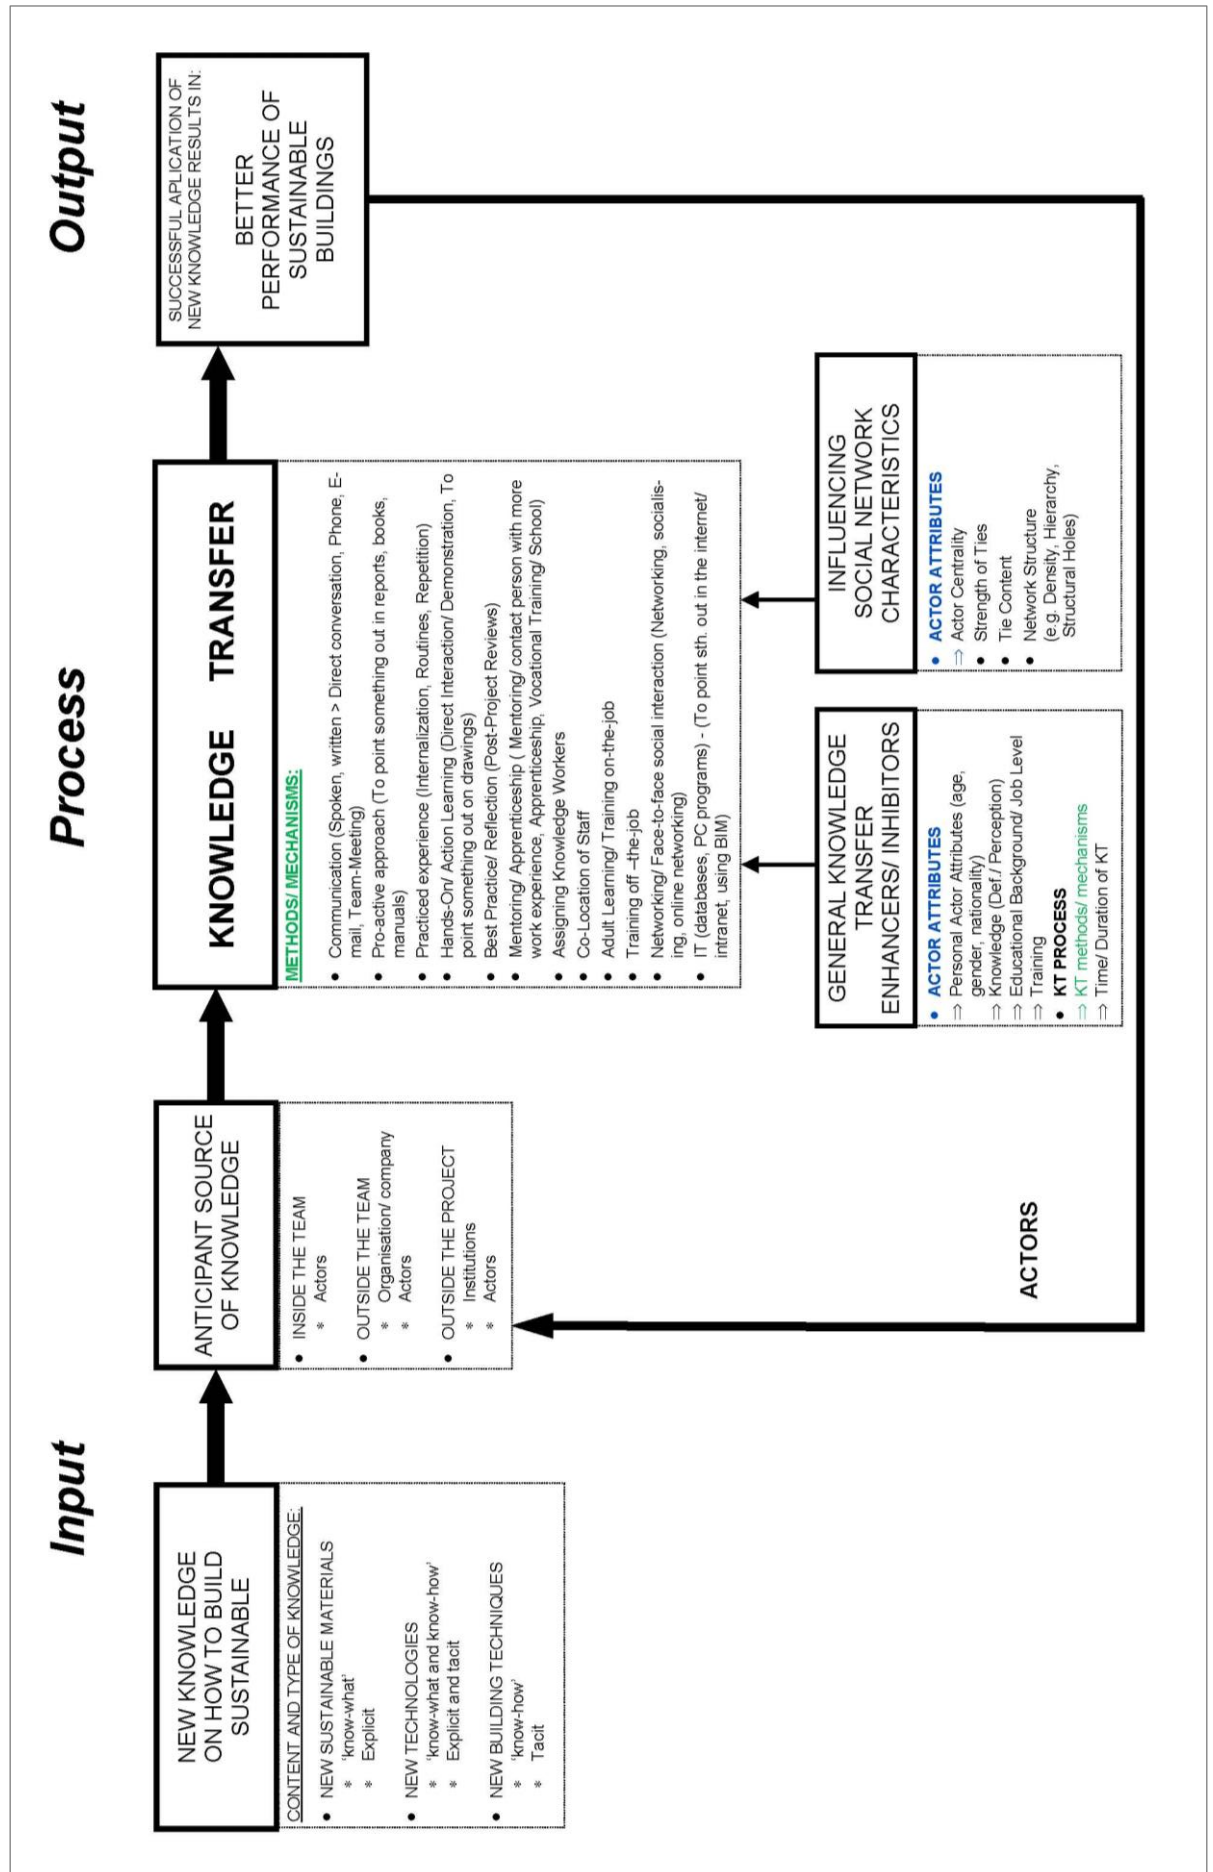 Input
Process
Output
NEW KNOWLEDGE
ON HOW TO BUILD
SUSTAINABLE
CONTENT AND TYPE OF KNOWLEDGE:
• NEW SUSTAINABLE MATERIALS
* 'know-what'
* Explicit
• NEW TECHNOLOGIES
* 'know-what and know-how'
* Explicit and tacit
• NEW BUILDING TECHNIQUES
* 'know-how'
* Tacit
ANTICIPANT SOURCE
OF KNOWLEDGE
• INSIDE THE TEAM
* Actors
• OUTSIDE THE TEAM
* Organisation/ company
* Actors
• OUTSIDE THE PROJECT
* Institutions
* Actors
KNOWLEDGE TRANSFER
METHODS/ MECHANISMS:
• Communication (Spoken, written > Direct conversation, Phone, E-
mail, Team-Meeting)
• Pro-active approach (To point something out in reports, books,
manuals)
• Practiced experience (Internalization, Routines, Repetition)
• Hands-On/ Action Learning (Direct Interaction/ Demonstration, To
point something out on drawings)
• Best Practice/ Reflection (Post-Project Reviews)
• Mentoring/ Apprenticeship ( Mentoring/ contact person with more
work experience, Apprenticeship, Vocational Training/ School)
• Assigning Knowledge Workers
• Co-Location of Staff
• Adult Learning/ Training on-the-job
• Training off –the-job
• Networking/ Face-to-face social interaction (Networking, socialis-
ing, online networking)
• IT (databases, PC programs) - (To point sth. out in the internet/
intranet, using BIM)
SUCCESSFUL APLICATION OF
NEW KNOWLEDGE RESULTS IN:
BETTER
PERFORMANCE OF
SUSTAINABLE
BUILDINGS
GENERAL KNOWLEDGE
TRANSFER
ENHANCERS/ INHIBITORS
• ACTOR ATTRIBUTES
⇒ Personal Actor Attributes (age,
gender, nationality)
⇒ Knowledge (Def./ Perception)
⇒ Educational Background/ Job Level
⇒ Training
• KT PROCESS
⇒ KT methods/ mechanisms
⇒ Time/ Duration of KT
INFLUENCING
SOCIAL NETWORK
CHARACTERISTICS
• ACTOR ATTRIBUTES
⇒ Actor Centrality
• Strength of Ties
• Tie Content
• Network Structure
(e.g. Density, Hierarchy,
Structural Holes)
ACTORS